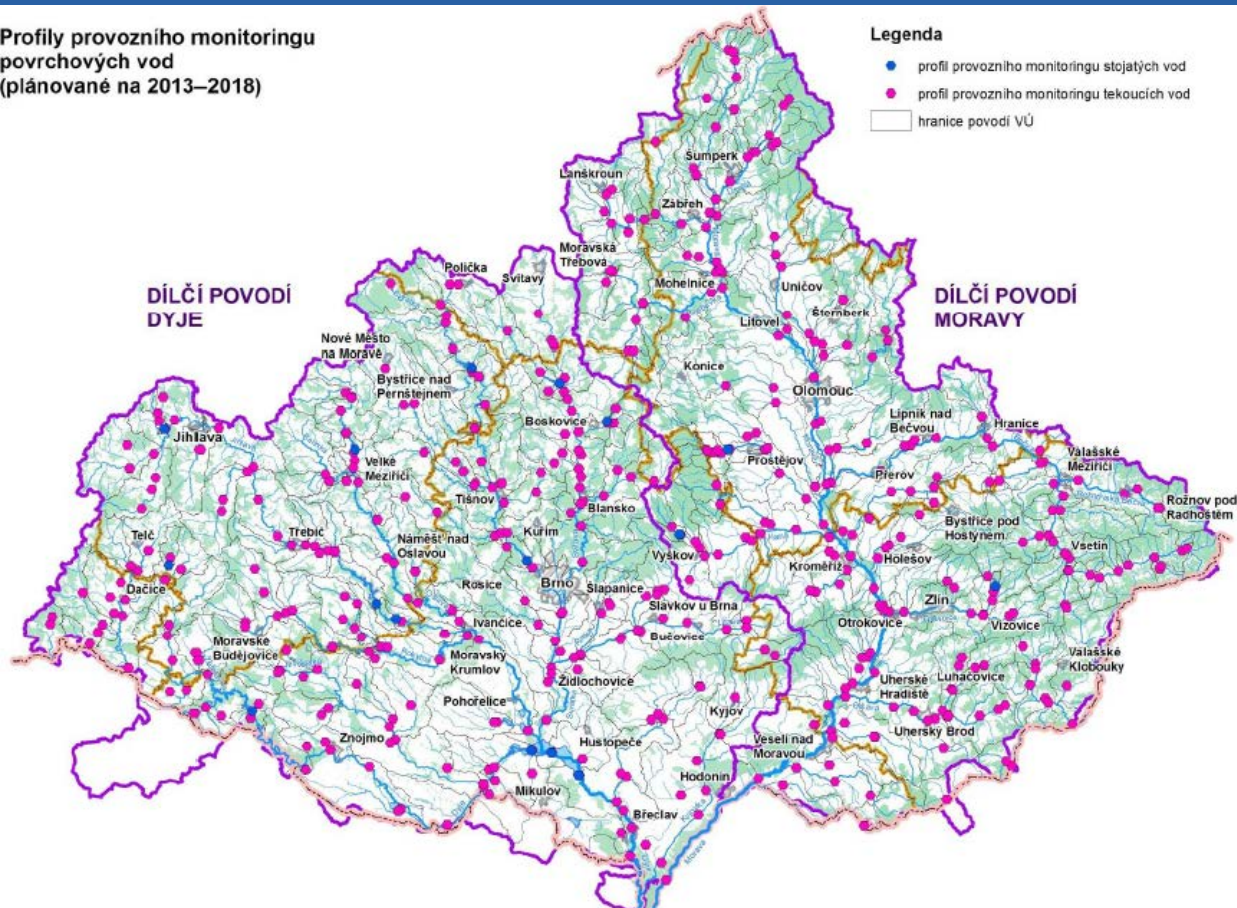 Profily provozního monitoringu
povrchových vod
(plánované na 2013–2018)
Legenda
profil provozního monitoringu stojatých vod
profil provozního monitoringu tekoucích vod
hranice povodí VÚ
DÍLČÍ POVODÍ
DYJE
DÍLČÍ POVODÍ
MORAVY
Šumperk
Lanškroun
Zábřeh
Moravská
Třebová
Polička
Svitavy
Mohelnice
Uničov
Litovel
Šternberk
Nové Město
na Moravě
Bystřice nad
Pernštejnem
Konice
Olomouc
Boskovice
Lipník nad
Bečvou
Hranice
Jihlava
Velké
Meziříčí
Prostějov
Přerov
Valašské
Meziříčí
Rožnov pod
Radhoštěm
Tišnov
Blansko
Bystřice pod
Hostýnem
Telč
Třebíč
Náměšť nad
Oslavou
Kuřim
Vyškov
Kroměříž
Holešov
Vsetín
Dačice
Rosice
Brno
Šlapanice
Slavkov u Brna
Zlín
Otrokovice
Vizovice
Ivančice
Bučovice
Moravské
Budějovice
Moravský
Krumlov
Židlochovice
Valašské
Klobouky
Luhačovice
Uherské
Hradiště
Pohořelice
Kyjov
Uherský Brod
Znojmo
Hustopeče
Veselí nad
Moravou
Mikulov
Hodonín
Břeclav
Morava